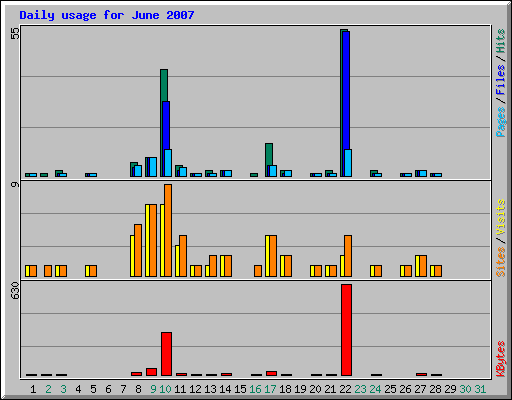 Daily usage for June 2007
55
9
630
Pages / Files / Hits
Sites / Visits
KBytes
1 2 3 4 5 6 7 8 9 10 11 12 13 14 15 16 17 18 19 20 21 22 23 24 25 26 27 28 29 30 31